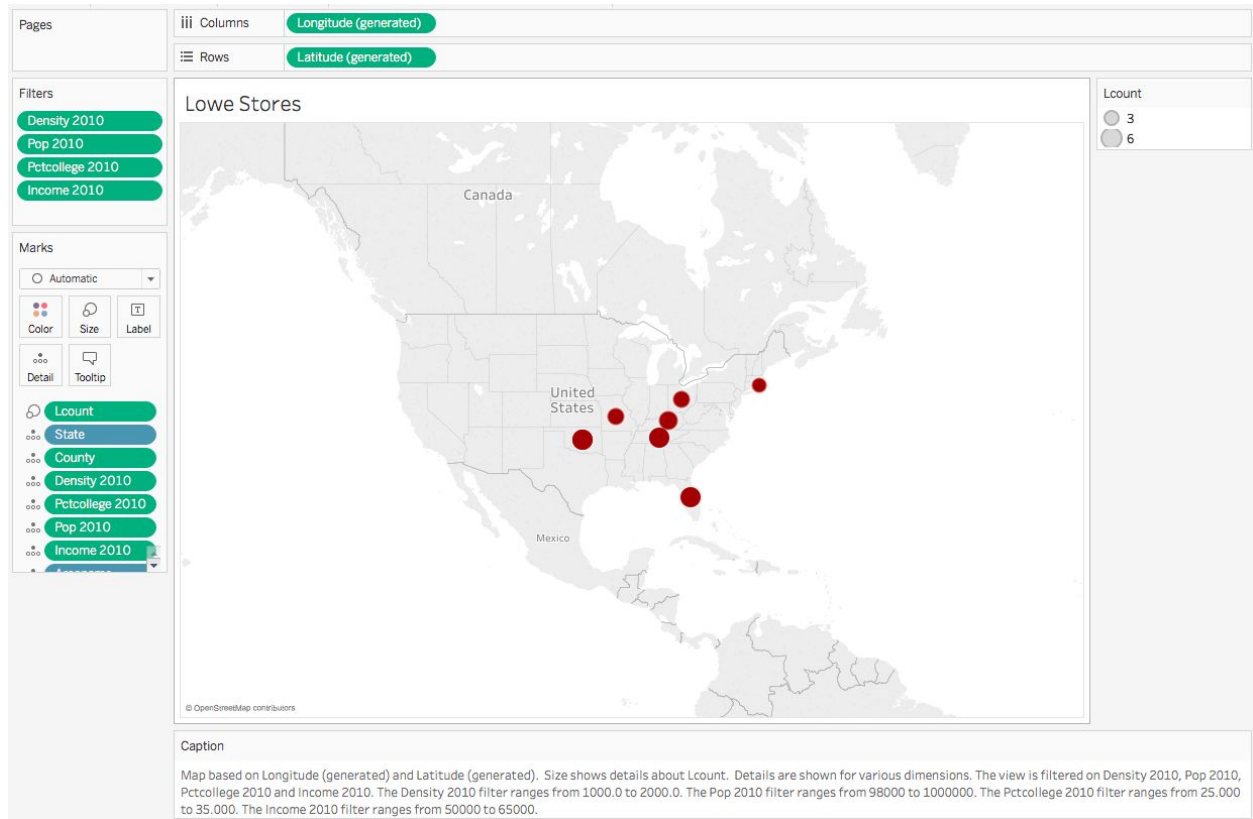 Pages
Columns
Longitude (generated)
Rows
Latitude (generated)
Filters
Density 2010
Pop 2010
Pctcollege 2010
Income 2010
Marks
Automatic
Color
Size
T
Label
Detail
Tooltip
Lcount
State
County
Density 2010
Pctcollege 2010
Pop 2010
Income 2010
Lowe Stores
Canada
United
States
Mexico
© OpenStreetMap contributors
Lcount
3
6
Caption
Map based on Longitude (generated) and Latitude (generated). Size shows details about Lcount. Details are shown for various dimensions. The view is filtered on Density 2010, Pop 2010,
Pctcollege 2010 and Income 2010. The Density 2010 filter ranges from 1000.0 to 2000.0. The Pop 2010 filter ranges from 98000 to 1000000. The Pctcollege 2010 filter ranges from 25.000
to 35.000. The Income 2010 filter ranges from 50000 to 65000.